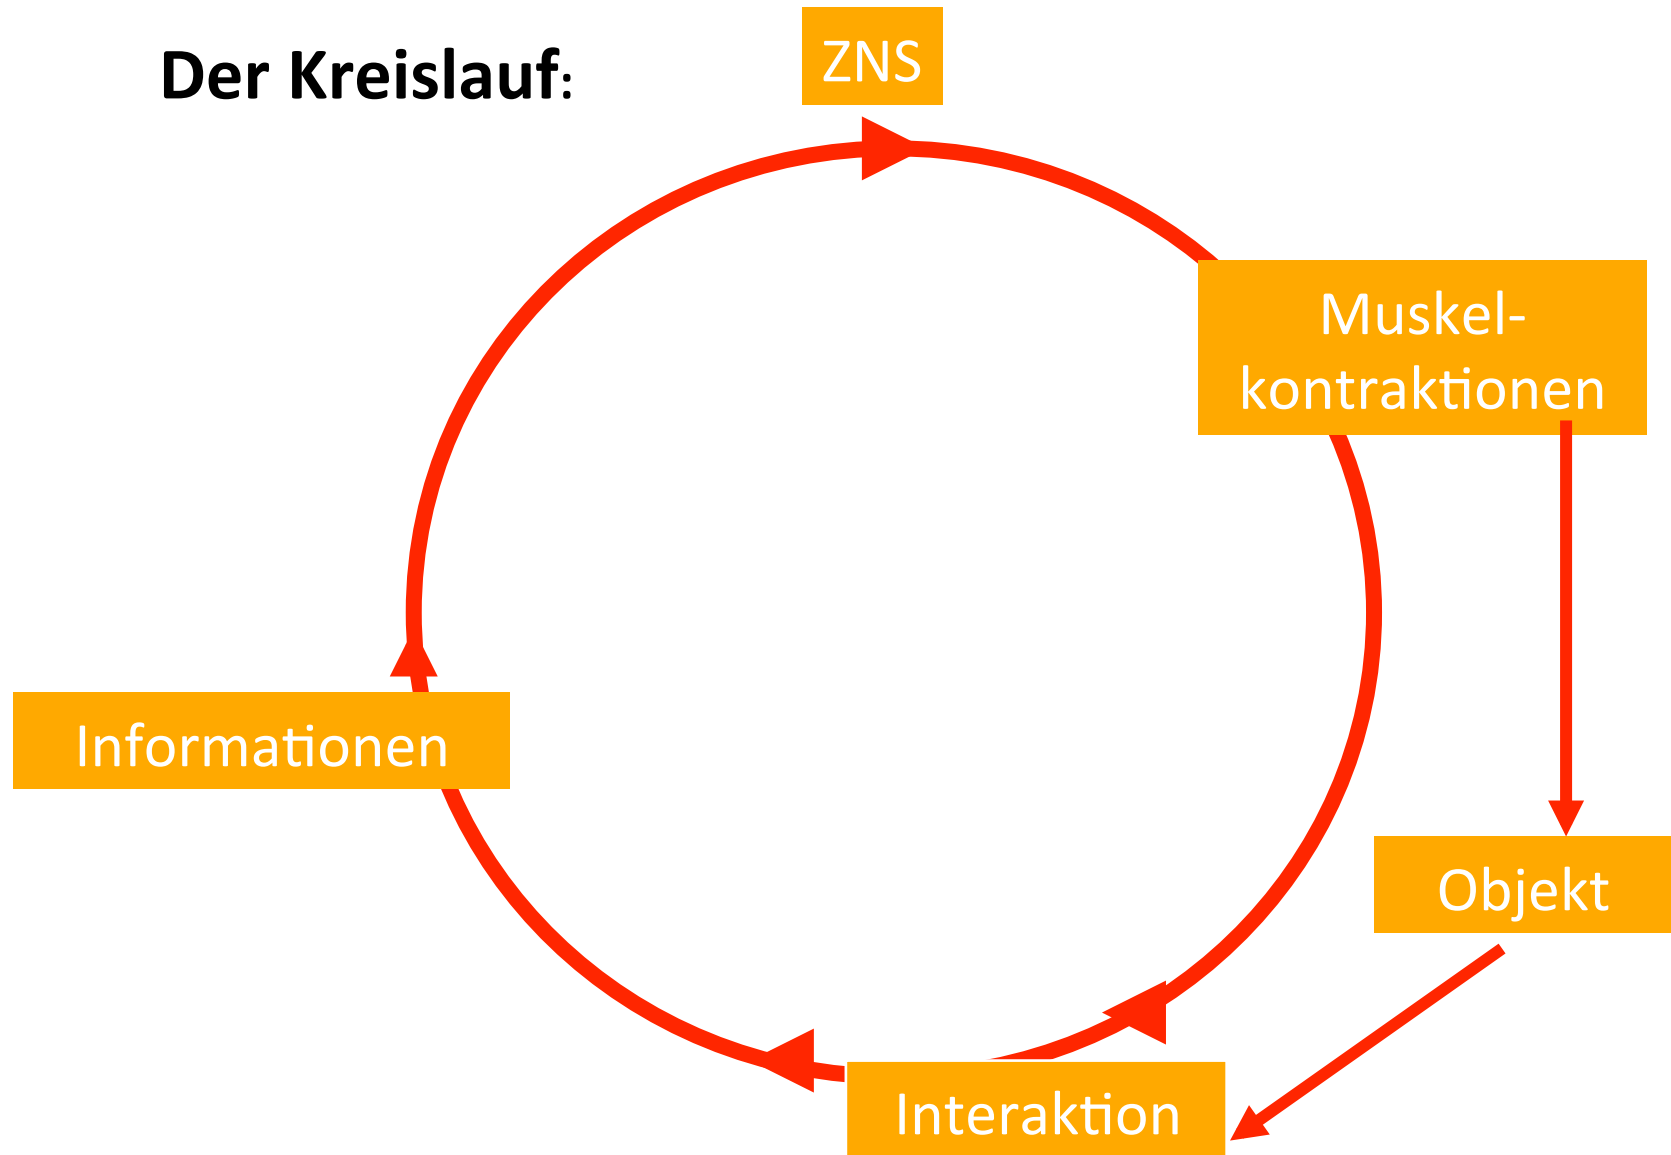 Der Kreislauf:
ZNS
Muskel-
kontraktionen
Informationen
Objekt
Interaktion